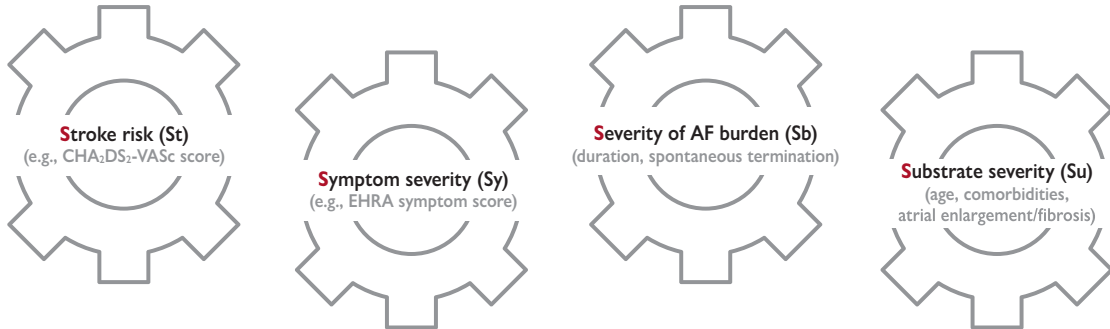 Stroke risk (St)
(e.g., CHA₂DS₂-VASc score)
Symptom severity (Sy)
(e.g., EHRA symptom score)
Severity of AF burden (Sb)
(duration, spontaneous termination)
Substrate severity (Su)
(age, comorbidities,
atrial enlargement/fibrosis)